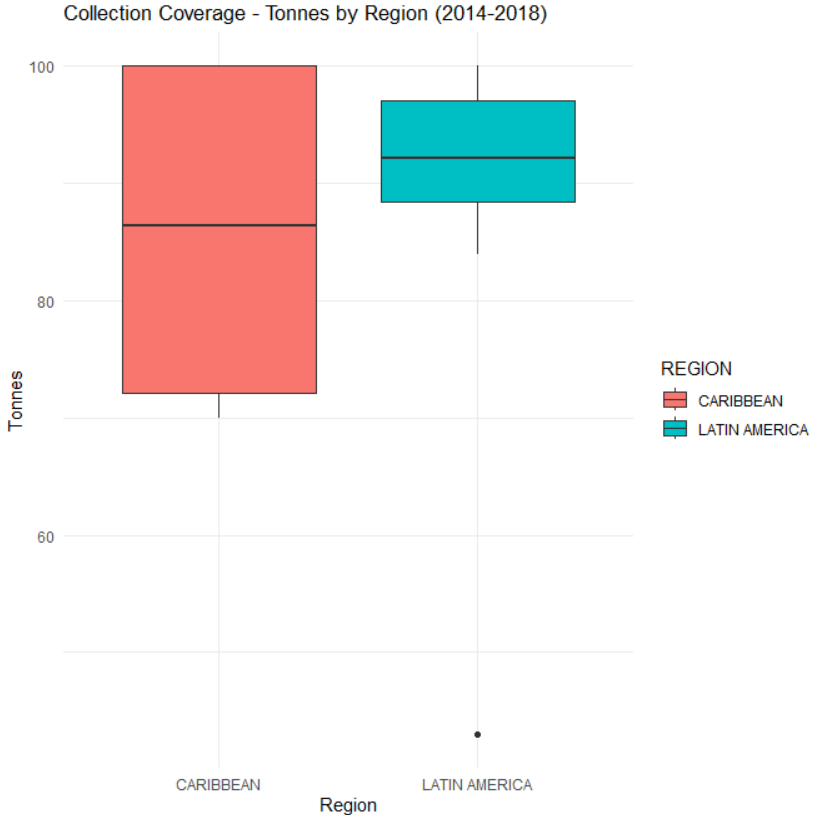 Collection Coverage - Tonnes by Region (2014-2018)
100
80
60
Tonnes
CARIBBEAN
LATIN AMERICA
Region
REGION
CARIBBEAN
LATIN AMERICA